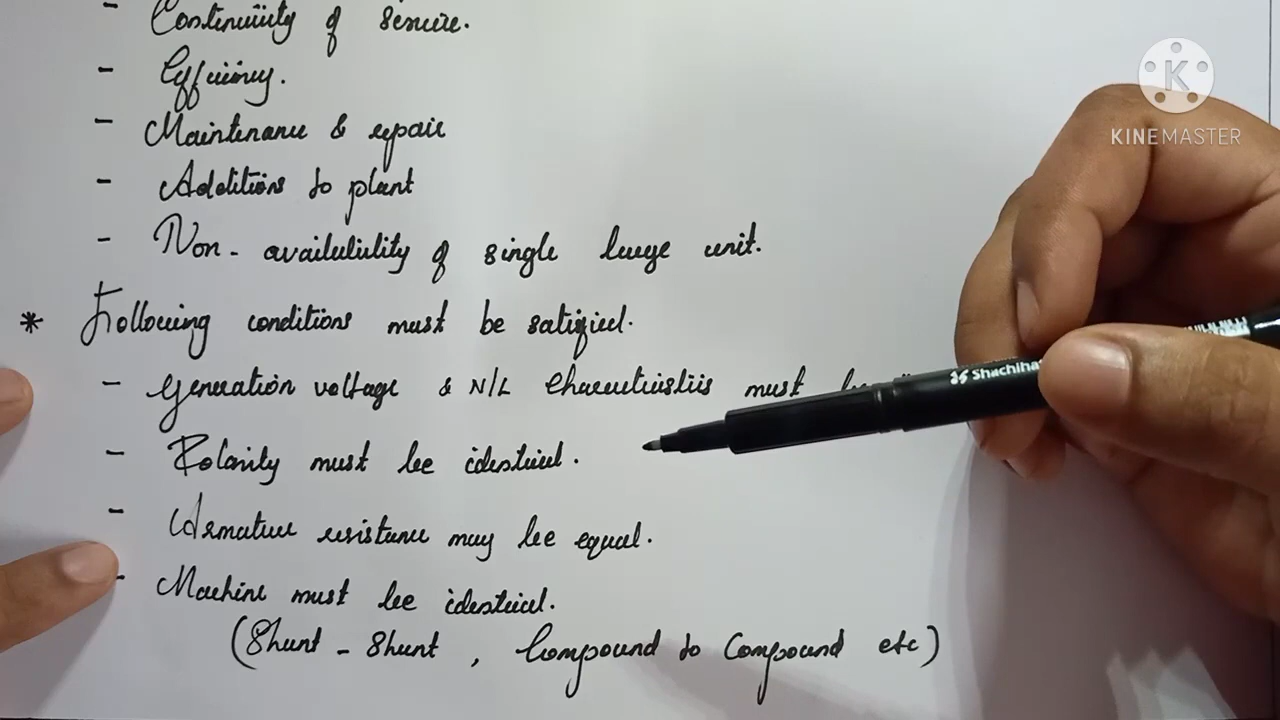 - Continuity of service.
- Efficiency.
- Maintenance & repair
- Additions to plant
- Non-availability of single large unit.
* Following conditions must be satisfied.
- Generation voltage & N/L Characteristics must
- Polarity must be identical.
- Armature resistance may be equal.
- Machine must be identical.
(Shunt - Shunt, Compound to Compound etc)
K
KINEMASTER
Shachiha